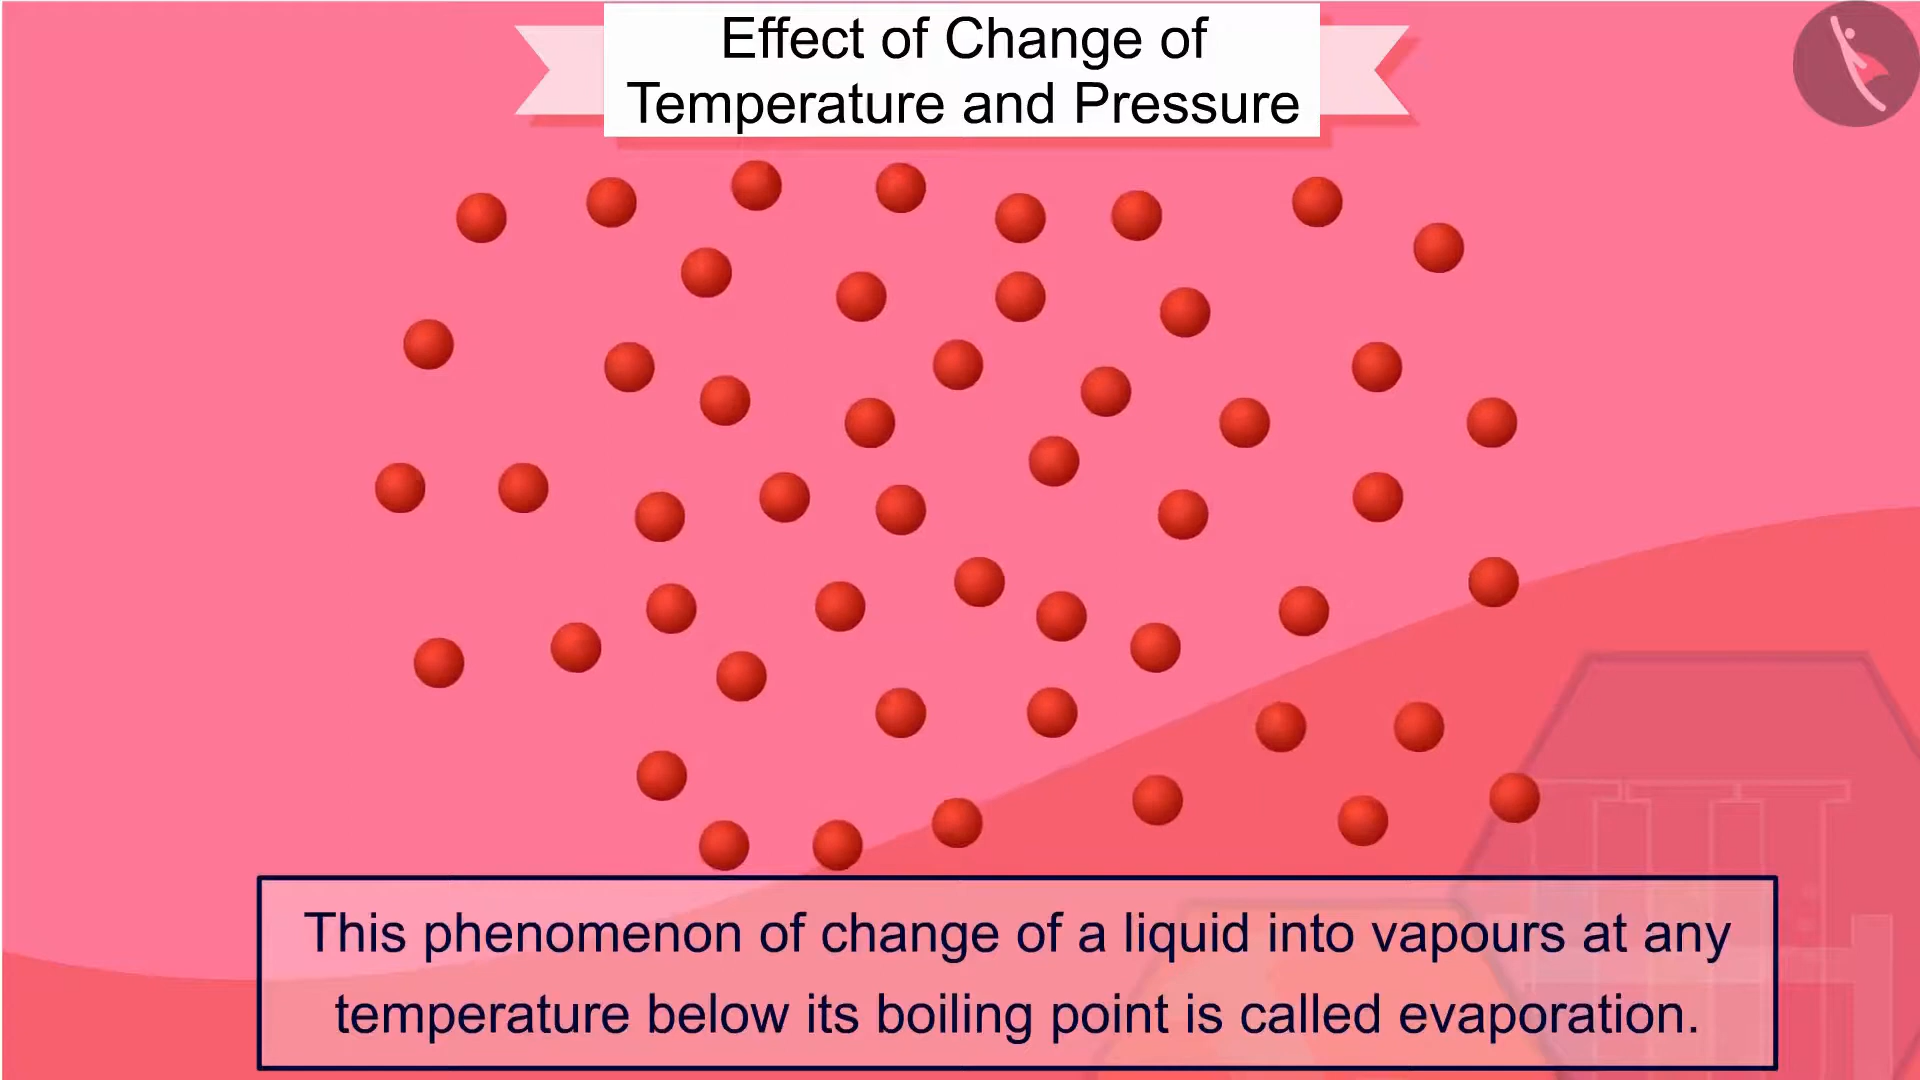 Effect of Change of
Temperature and Pressure
This phenomenon of change of a liquid into vapours at any
temperature below its boiling point is called evaporation.